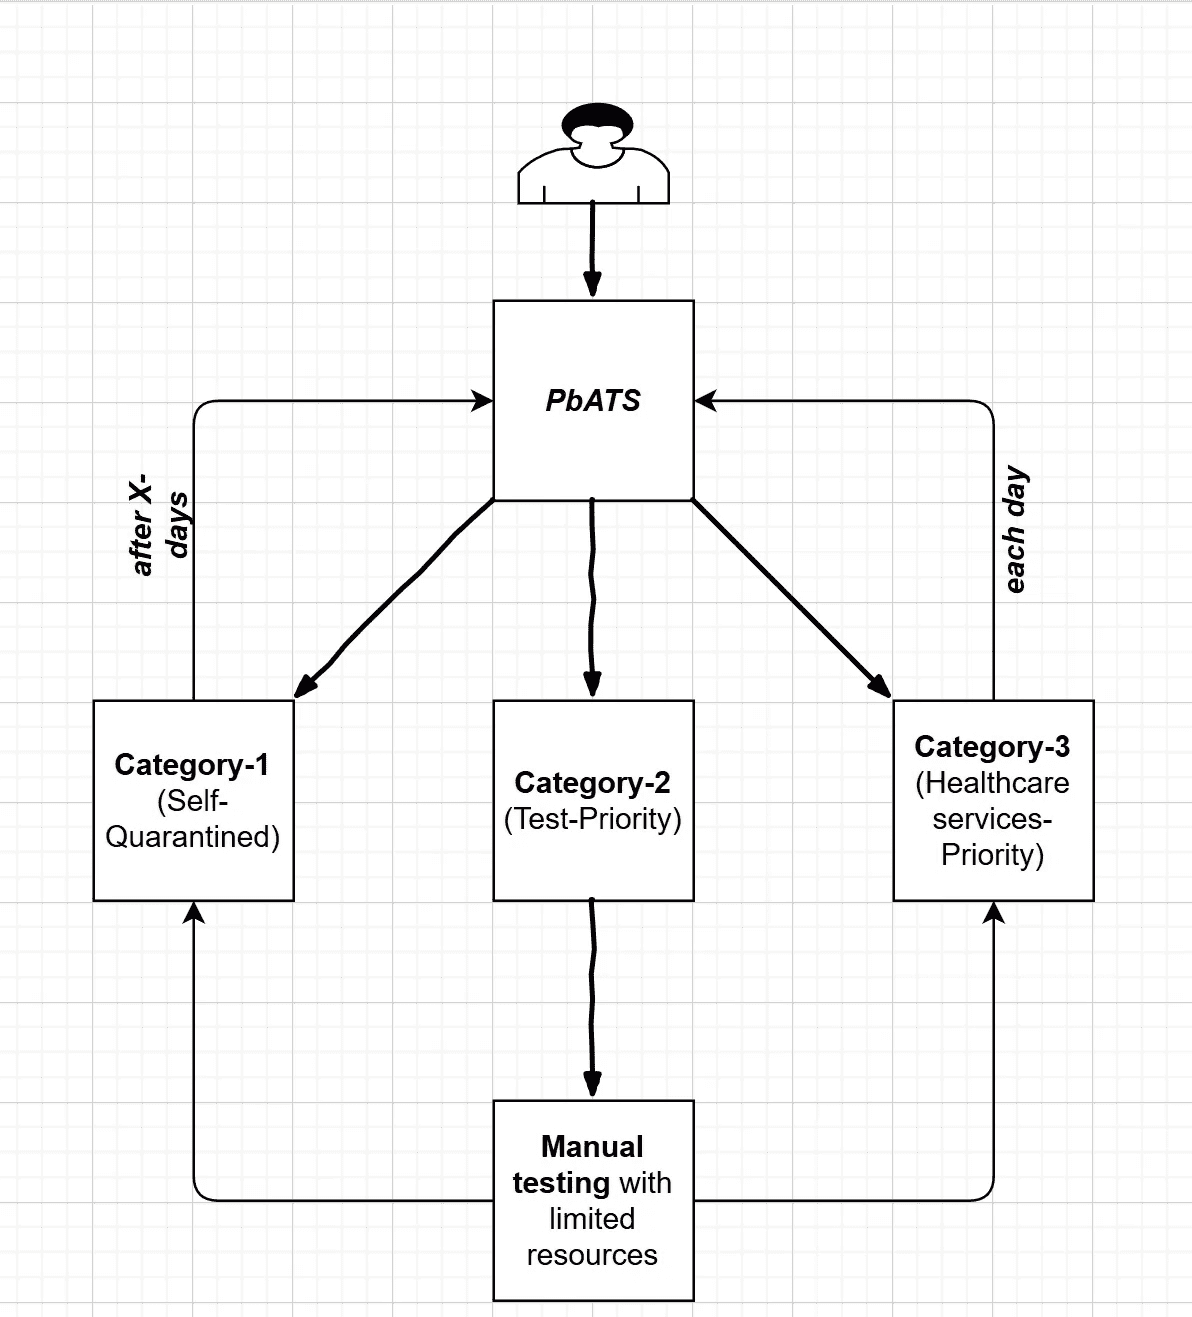 PbATS
after X-
days
each day
Category-1
(Self-
Quarantined)
Category-2
(Test-Priority)
Category-3
(Healthcare
services-
Priority)
Manual
testing with
limited
resources